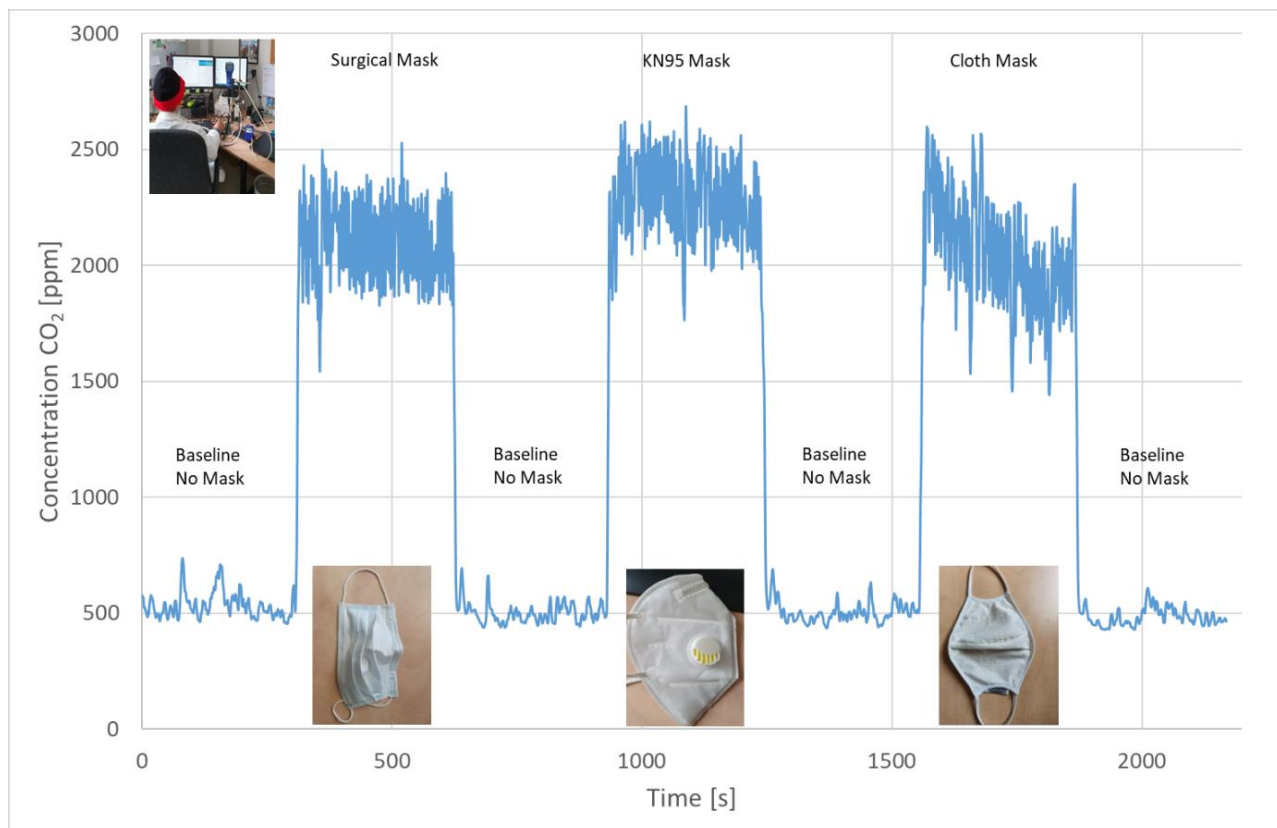 3000
2500
2000
1500
1000
500
0
Concentration CO₂ [ppm]
Surgical Mask
KN95 Mask
Cloth Mask
Baseline
No Mask
Baseline
No Mask
Baseline
No Mask
Baseline
No Mask
0
500
1000
1500
2000
Time [s]